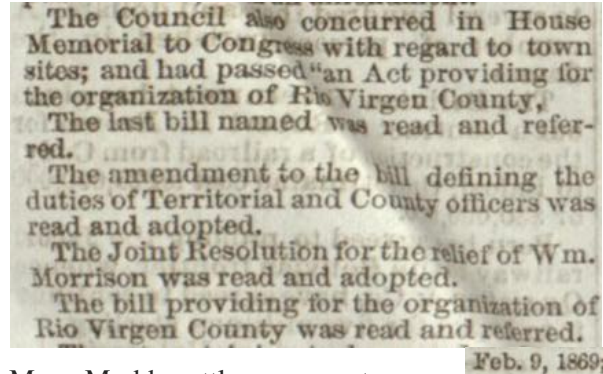 The Council also concurred in House
Memorial to Congress with regard to town
sites; and had passed "an Act providing for
the organization of Rio Virgen County,
The last bill named was read and refer-
red.
The amendment to the bill defining the
duties of Territorial and County officers was
read and adopted.
The Joint Resolution for the relief of Wm.
Morrison was read and adopted.
The bill providing for the organization of
Rio Virgen County was read and referred.
Feb. 9, 1869;